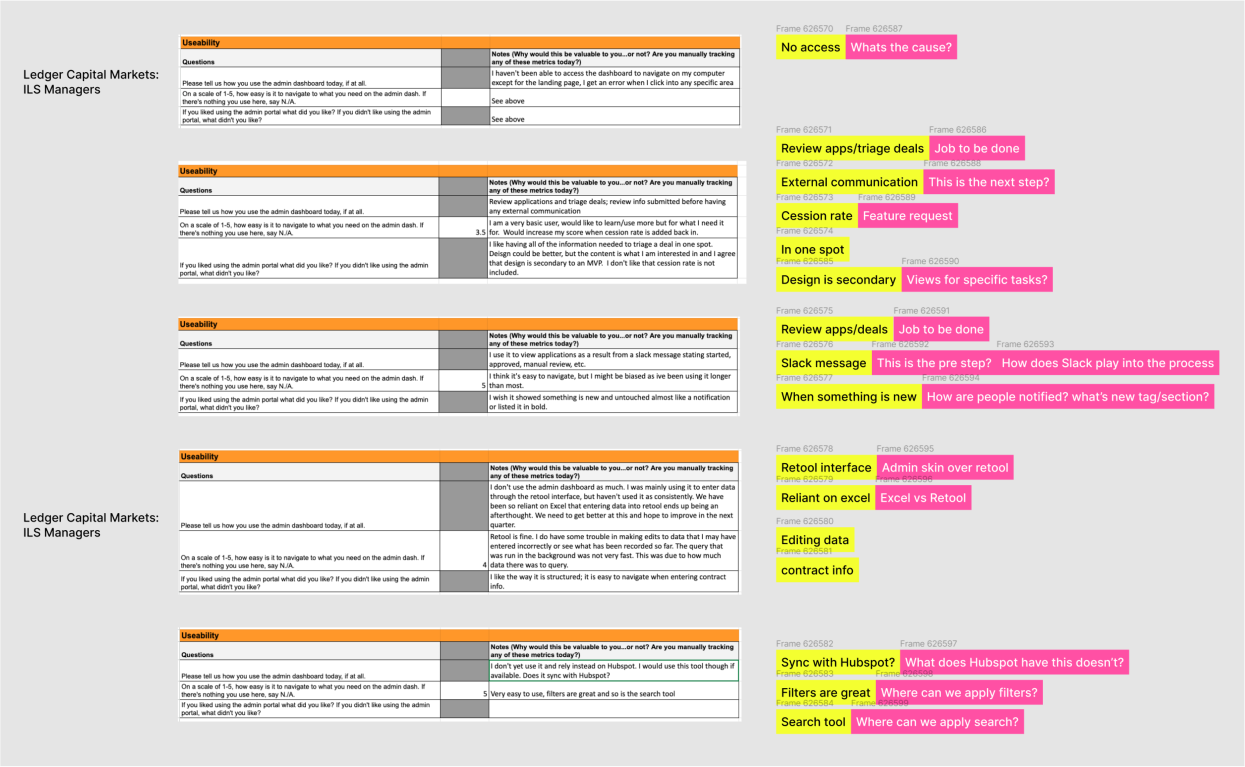 Ledger Capital Markets:
ILS Managers
Useability
Questions
Notes (Why would this be valuable to you...or not? Are you manually tracking
any of these metrics today?)
Please tell us how you use the admin dashboard today, if at all.
I haven't been able to access the dashboard to navigate on my computer
except for the landing page, I get an error when I click into any specific area
On a scale of 1-5, how easy is it to navigate to what you need on the admin dash. If
there's nothing you use here, say N./A.
See above
If you liked using the admin portal what did you like? If you didn't like using the admin
portal, what didn't you like?
See above
Frame 626570
Frame 626587
No access
Whats the cause?
Useability
Questions
Notes (Why would this be valuable to you...or not? Are you manually tracking
any of these metrics today?)
Please tell us how you use the admin dashboard today, if at all.
Review applications and triage deals; review info submitted before having
any external communication
On a scale of 1-5, how easy is it to navigate to what you need on the admin dash. If
there's nothing you use here, say N./A.
3.5
I am a very basic user, would like to learn/use more but for what I need it
for. Would increase my score when cession rate is added back in.
If you liked using the admin portal what did you like? If you didn't like using the admin
portal, what didn't you like?
I like having all of the information needed to triage a deal in one spot.
Deisgn could be better, but the content is what I am interested in and I agree
that design is secondary to an MVP. I don't like that cession rate is not
included.
Frame 626571
Frame 626586
Review apps/triage deals
Job to be done
Frame 626572
Frame 626588
External communication
This is the next step?
Frame 626573
Frame 626589
Cession rate
Feature request
Frame 626574
In one spot
Frame 626585
Frame 626590
Design is secondary
Views for specific tasks?
Useability
Questions
Notes (Why would this be valuable to you...or not? Are you manually tracking
any of these metrics today?)
Please tell us how you use the admin dashboard today, if at all.
I use it to view applications as a result from a slack message stating started,
approved, manual review, etc.
On a scale of 1-5, how easy is it to navigate to what you need on the admin dash. If
there's nothing you use here, say N./A.
5
I think it's easy to navigate, but I might be biased as ive been using it longer
than most.
If you liked using the admin portal what did you like? If you didn't like using the admin
portal, what didn't you like?
I wish it showed something is new and untouched almost like a notification
or listed it in bold.
Frame 626575
Frame 626591
Review apps/deals
Job to be done
Frame 626576
Frame 626592
Frame 626593
Slack message
This is the pre step?
How does Slack play into the process
Frame 626577
Frame 626594
When something is new
How are people notified? what's new tag/section?
Ledger Capital Markets:
ILS Managers
Useability
Questions
Notes (Why would this be valuable to you...or not? Are you manually tracking
any of these metrics today?)
Please tell us how you use the admin dashboard today, if at all.
I don't use the admin dashboard as much. I was mainly using it to enter data
through the retool interface, but haven't used it as consistently. We have
been so reliant on Excel that entering data into retool ends up being an
afterthought. We need to get better at this and hope to improve in the next
quarter.
On a scale of 1-5, how easy is it to navigate to what you need on the admin dash. If
there's nothing you use here, say N./A.
4
Retool is fine. I do have some trouble in making edits to data that I may have
entered incorrectly or see what has been recorded so far. The query that
was run in the background was not very fast. This was due to how much
data there was to query.
If you liked using the admin portal what did you like? If you didn't like using the admin
portal, what didn't you like?
I like the way it is structured; it is easy to navigate when entering contract
info.
Frame 626578
Frame 626595
Retool interface
Admin skin over retool
Frame 626579
Frame 626596
Reliant on excel
Excel vs Retool
Frame 626580
Editing data
Frame 626581
contract info
Useability
Questions
Notes (Why would this be valuable to you...or not? Are you manually tracking
any of these metrics today?)
Please tell us how you use the admin dashboard today, if at all.
I don't yet use it and rely instead on Hubspot. I would use this tool though if
available. Does it sync with Hubspot?
On a scale of 1-5, how easy is it to navigate to what you need on the admin dash. If
there's nothing you use here, say N./A.
5
Very easy to use, filters are great and so is the search tool
If you liked using the admin portal what did you like? If you didn't like using the admin
portal, what didn't you like?
Frame 626582
Frame 626597
Sync with Hubspot?
What does Hubspot have this doesn't?
Frame 626583
Frame 626598
Filters are great
Where can we apply filters?
Frame 626584
Frame 626599
Search tool
Where can we apply search?